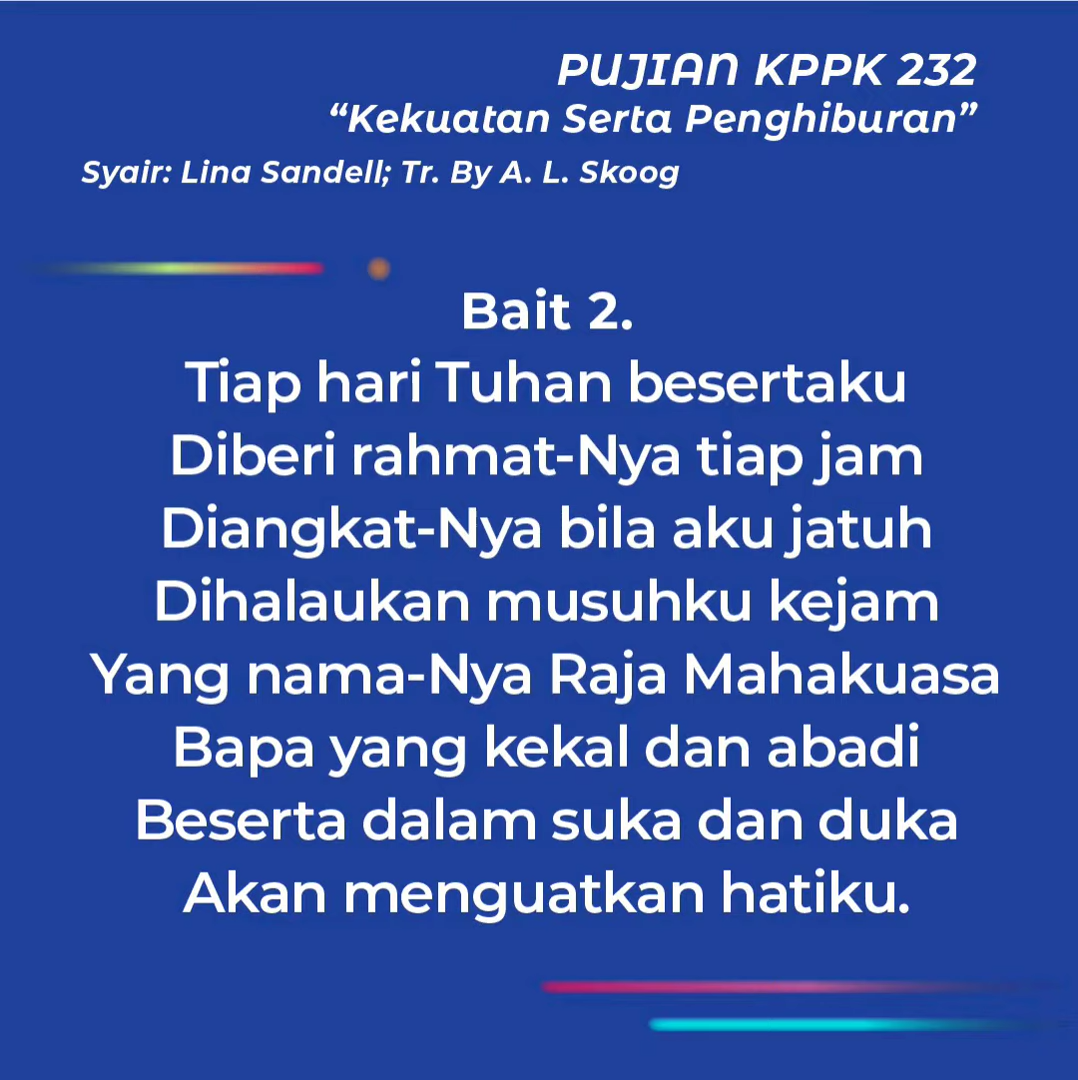 PUJIAN KPPK 232
“Kekuatan Serta Penghiburan”
Syair: Lina Sandell; Tr. By A. L. Skoog
Bait 2.
Tiap hari Tuhan besertaku
Diberi rahmat-Nya tiap jam
Diangkat-Nya bila aku jatuh
Dihalaukan musuhku kejam
Yang nama-Nya Raja Mahakuasa
Bapa yang kekal dan abadi
Beserta dalam suka dan duka
Akan menguatkan hatiku.